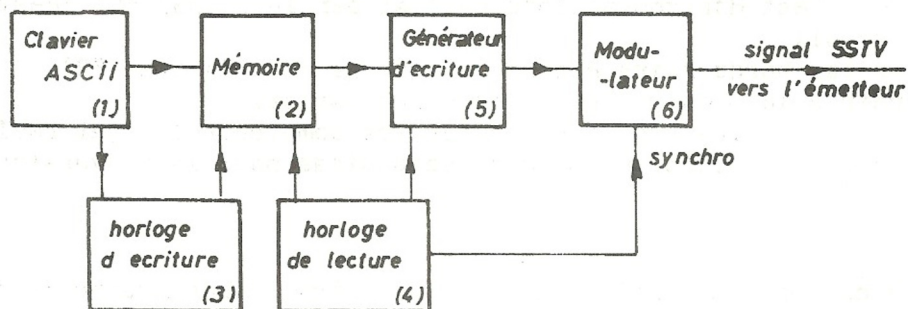 Clavier
ASCII
(1)
Mémoire
(2)
Générateur
d'ecriture
(5)
Modu-
-lateur
(6)
signal SSTV
vers l'émetteur
synchro
horloge
d ecriture
(3)
horloge
de lecture
(4)